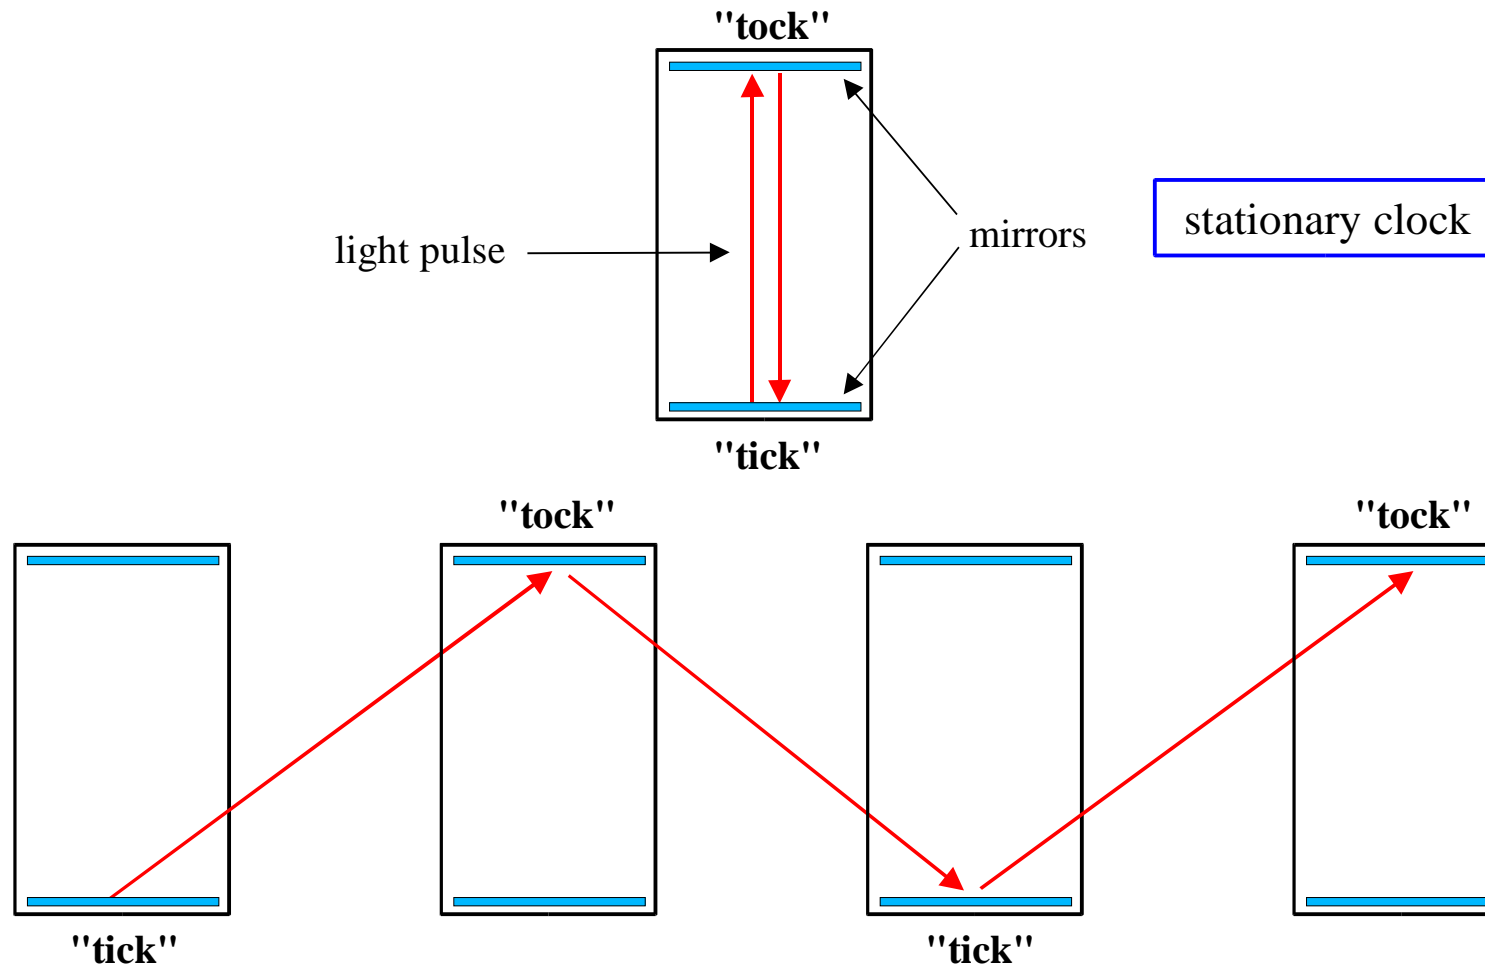 "tock"
light pulse
mirrors
stationary clock
"tick"
"tock"
"tock"
"tick"
"tick"